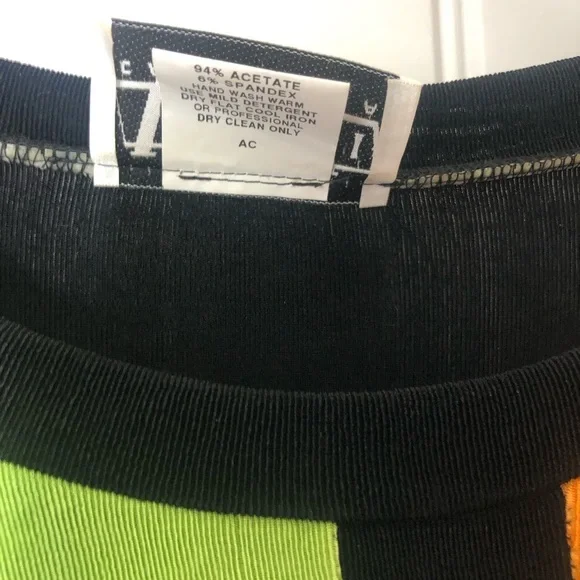 94% ACETATE
6% SPANDEX
HAND WASH WARM
USE MILD DETERGENT
DRY FLAT COOL IRON
OR PROFESSIONAL
DRY CLEAN ONLY
AC